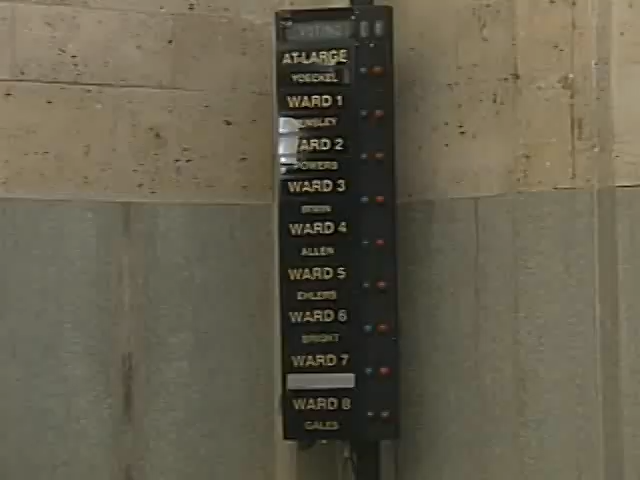 VOTING
AT-LARGE
YOECKEL
WARD 1
WARD 2
POWERS
WARD 3
WARD 4
ALLEN
WARD 5
EHLERS
WARD 6
BRIGHT
WARD 7
WARD 8
GALES